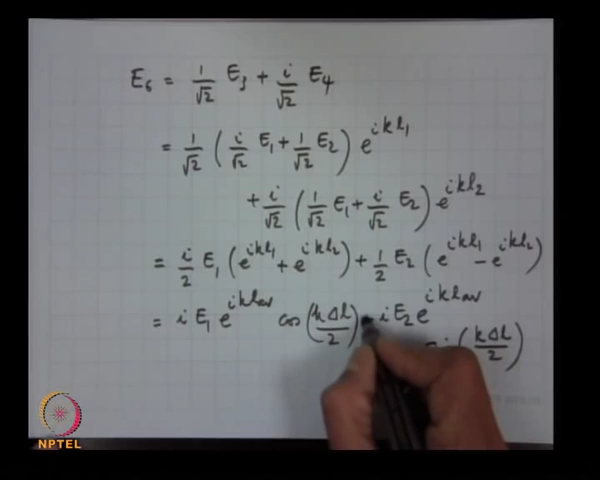 E₆ = 1/√2 E₃ + i/√2 E₄
= 1/√2 ( i/√2 E₁ + 1/√2 E₂ ) e^{ikl₁}
+ i/√2 ( 1/√2 E₁ + i/√2 E₂ ) e^{ikl₂}
= i/2 E₁ ( e^{ikl₁} + e^{ikl₂} ) + 1/2 E₂ ( e^{ikl₁} − e^{ikl₂} )
= i E₁ e^{iklav} cos ( kΔl/2 ) i E₂ e^{iklav}
( kΔl/2 )
NPTEL